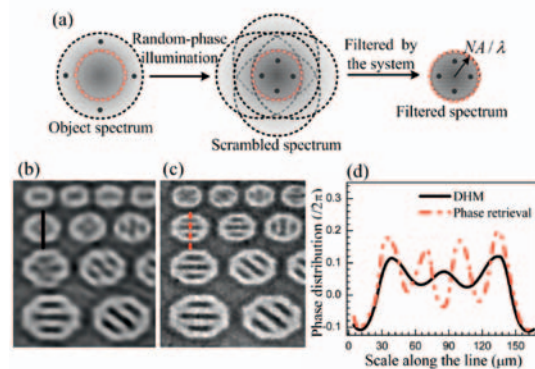 (a)
Random-phase
illumination
Filtered by
the system
NA/λ
Object spectrum
Scrambled spectrum
Filtered spectrum
(b)
(c)
(d)
Phase distribution (/2π)
0.3
0.2
0.1
0.0
-0.1
DHM
Phase retrieval
0
30
60
90
120
150
Scale along the line (μm)